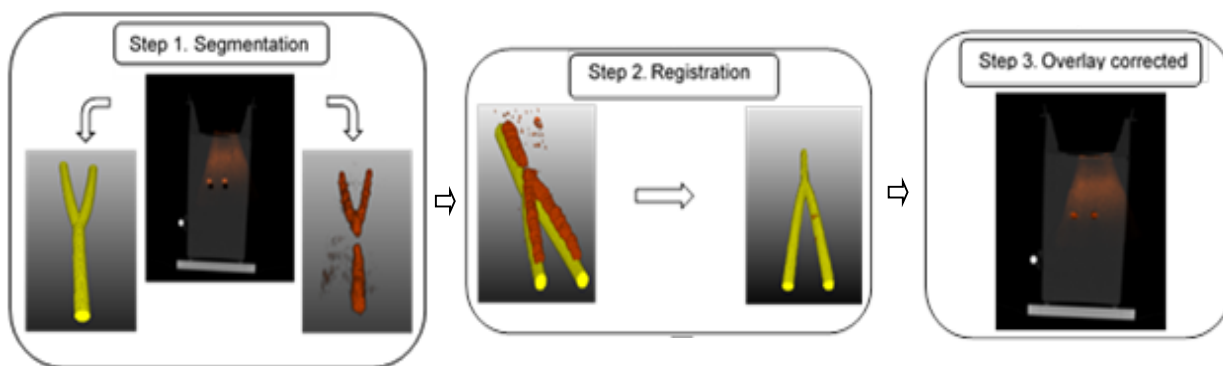 Step 1. Segmentation
Step 2. Registration
Step 3. Overlay corrected